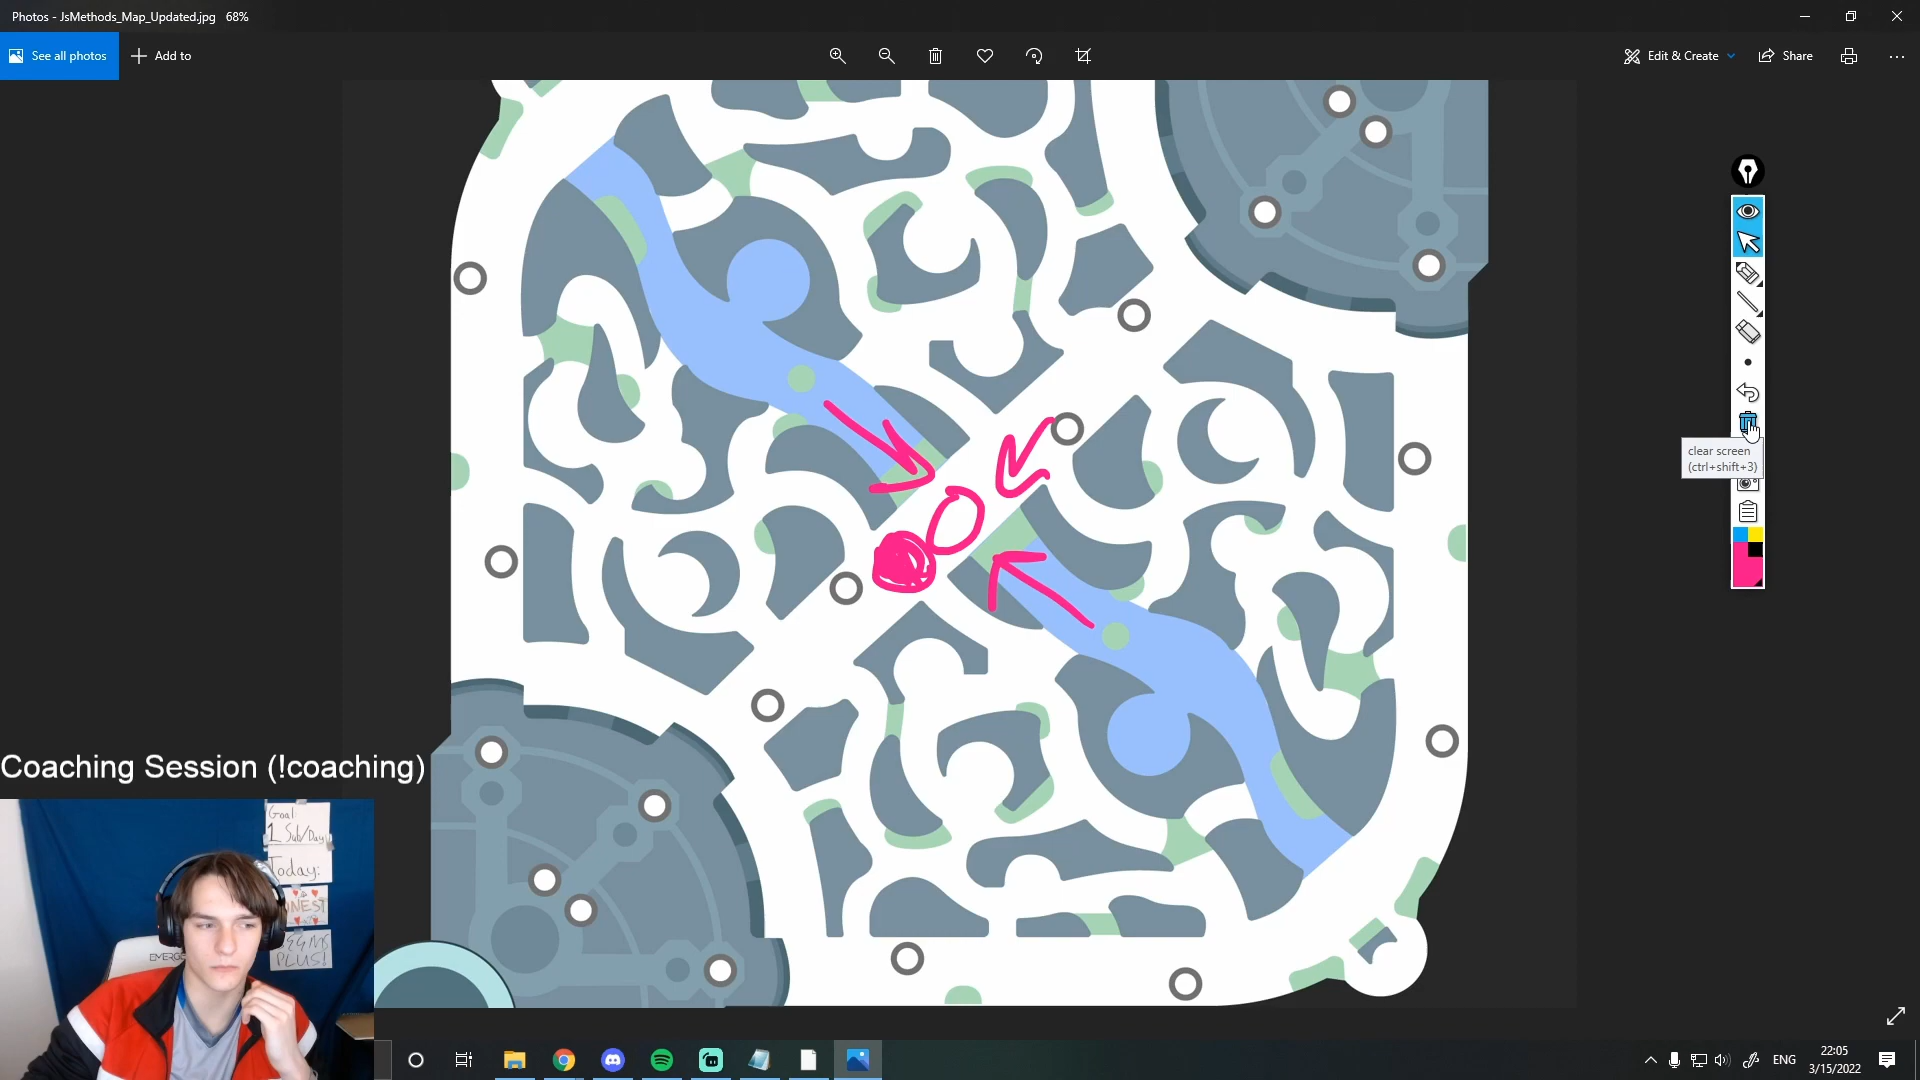 Photos - JsMethods_Map_Updated.jpg 68%
See all photos
Add to
Edit & Create
Share
clear screen
(ctrl+shift+3)
Coaching Session (!coaching)
Goal:
1 Sub/Day
Today:
PLUS!
ENG
22:05
3/15/2022